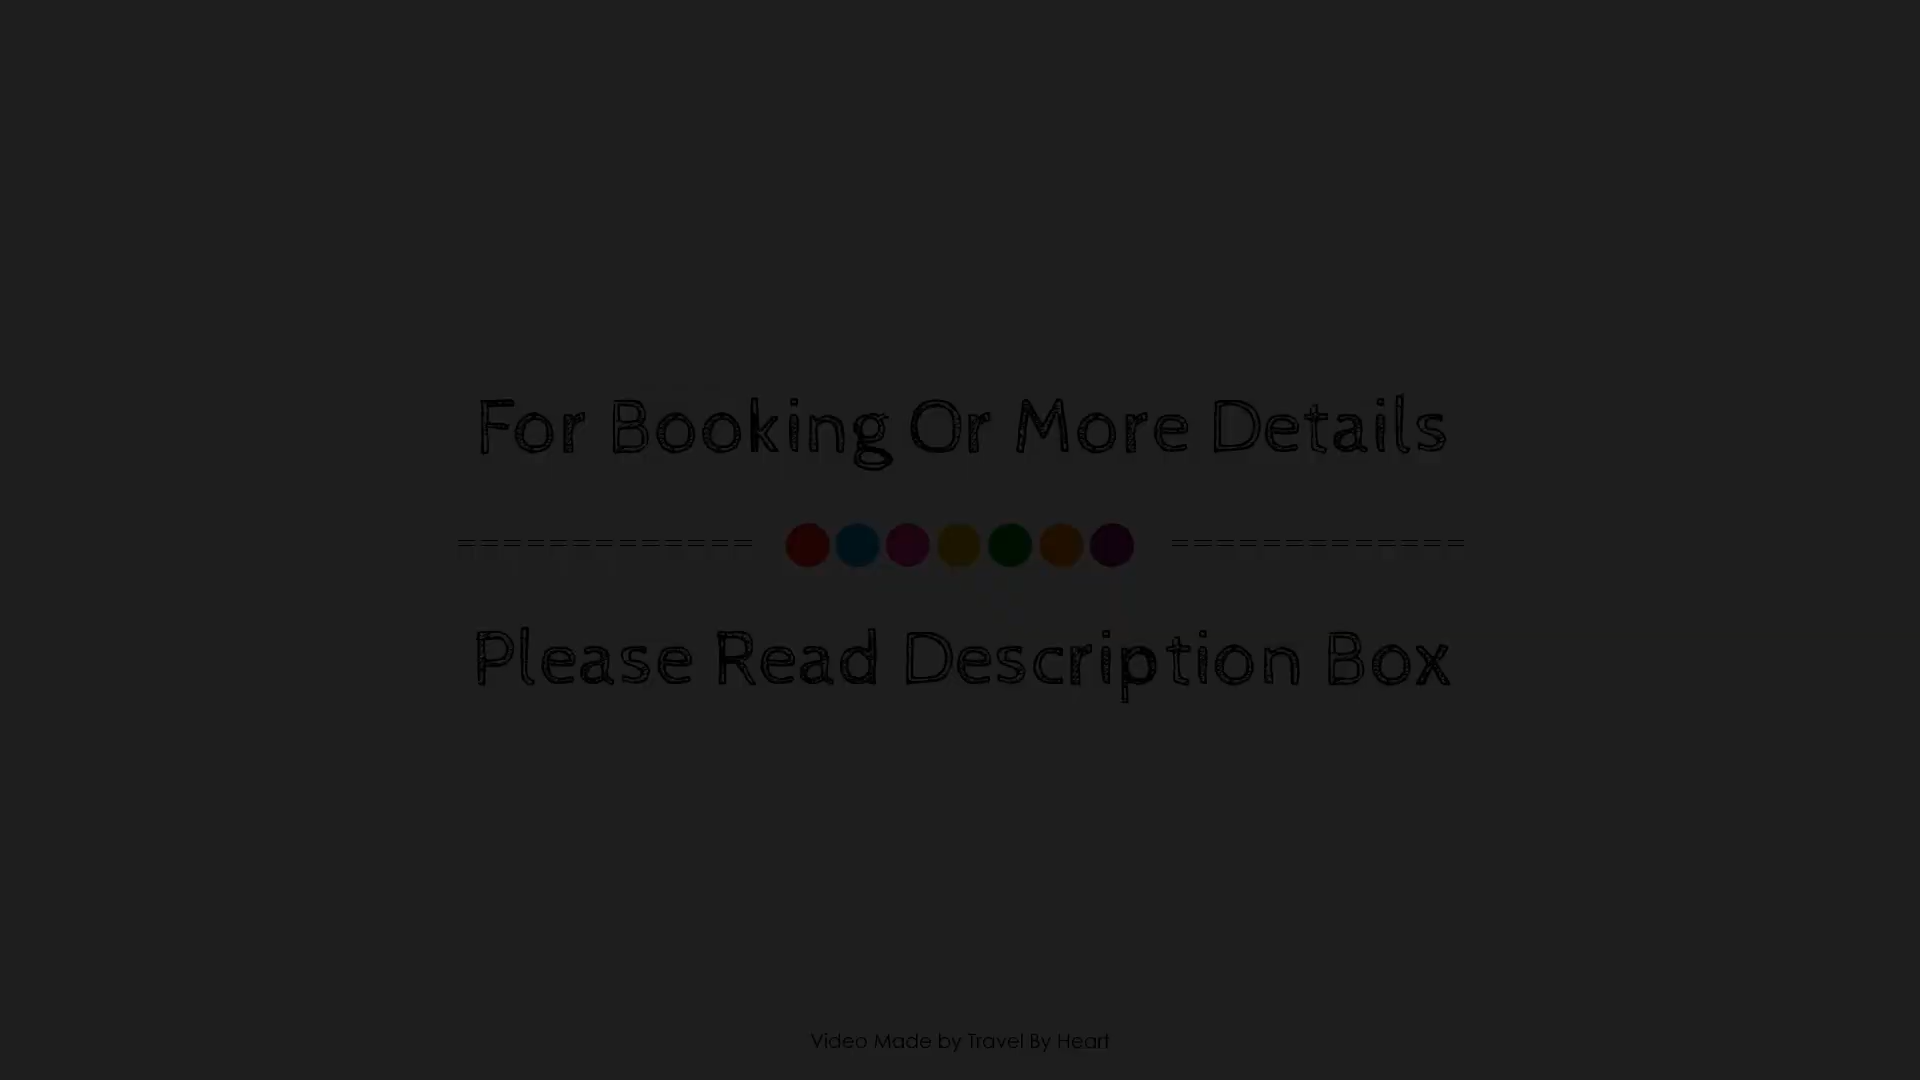 For Booking Or More Details
============= =============
Please Read Description Box
Video Made by Travel By Heart